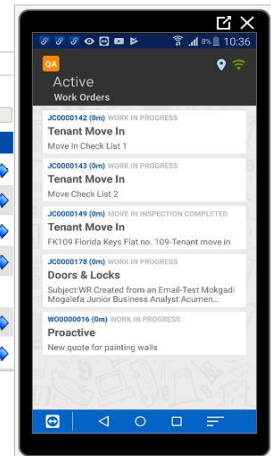 8% 10:36
QA
Active
Work Orders
JC0000142 (0m) WORK IN PROGRESS
Tenant Move In
Move In Check List 1
JC0000143 (0m) WORK IN PROGRESS
Tenant Move In
Move Check List 2
JC0000149 (0m) MOVE IN INSPECTION COMPLETED
Tenant Move In
FK109 Florida Keys Flat no. 109-Tenant move in
JC0000178 (0m) WORK IN PROGRESS
Doors & Locks
Subject:WR Created from an Email-Test Mokgadi
Mogalefa Junior Business Analyst Acumen...
WO0000016 (0m) WORK IN PROGRESS
Proactive
New quote for painting walls